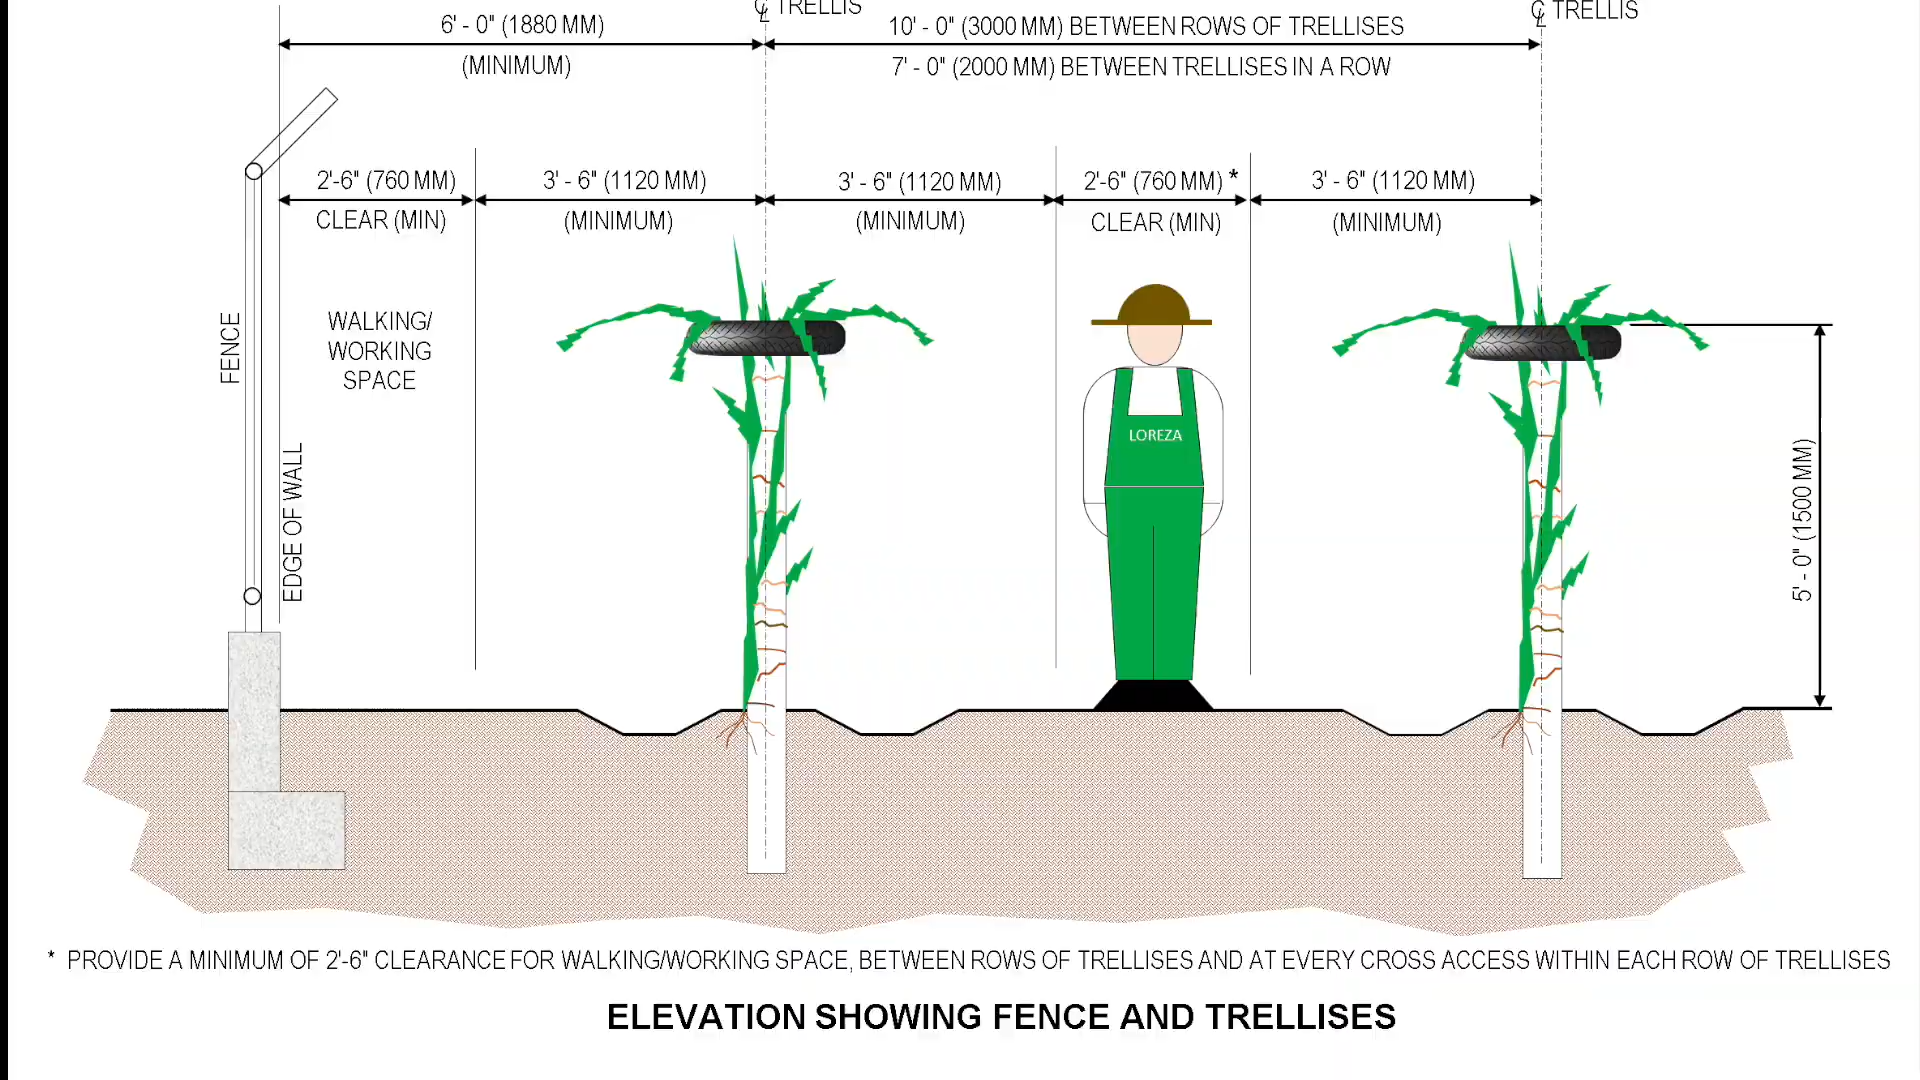 ℄ TRELLIS
℄ TRELLIS
6' - 0" (1880 MM)
(MINIMUM)
10' - 0" (3000 MM) BETWEEN ROWS OF TRELLISES
7' - 0" (2000 MM) BETWEEN TRELLISES IN A ROW
2'-6" (760 MM)
CLEAR (MIN)
3' - 6" (1120 MM)
(MINIMUM)
3' - 6" (1120 MM)
(MINIMUM)
2'-6" (760 MM) *
CLEAR (MIN)
3' - 6" (1120 MM)
(MINIMUM)
FENCE
EDGE OF WALL
WALKING/
WORKING
SPACE
LOREZA
5' - 0" (1500 MM)
* PROVIDE A MINIMUM OF 2'-6" CLEARANCE FOR WALKING/WORKING SPACE, BETWEEN ROWS OF TRELLISES AND AT EVERY CROSS ACCESS WITHIN EACH ROW OF TRELLISES
ELEVATION SHOWING FENCE AND TRELLISES